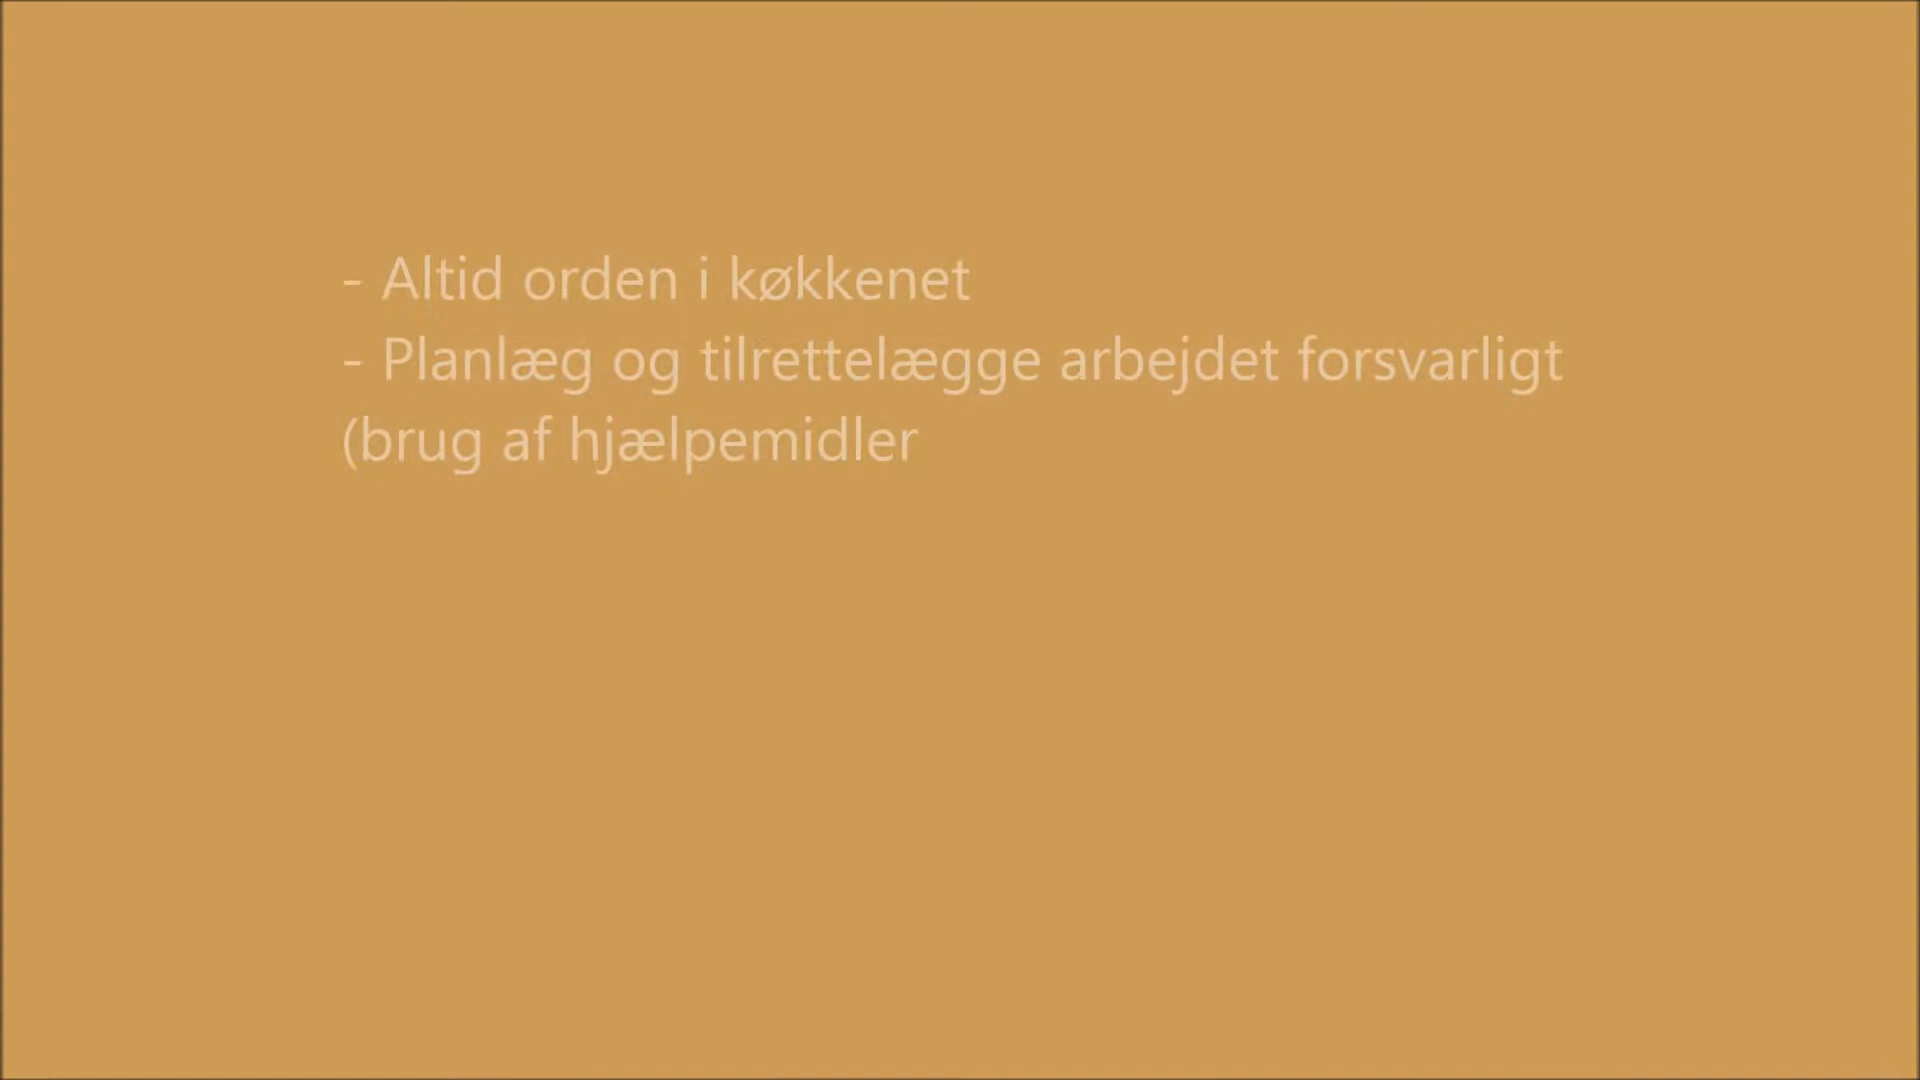 - Altid orden i køkkenet
- Planlæg og tilrettelægge arbejdet forsvarligt
(brug af hjælpemidler